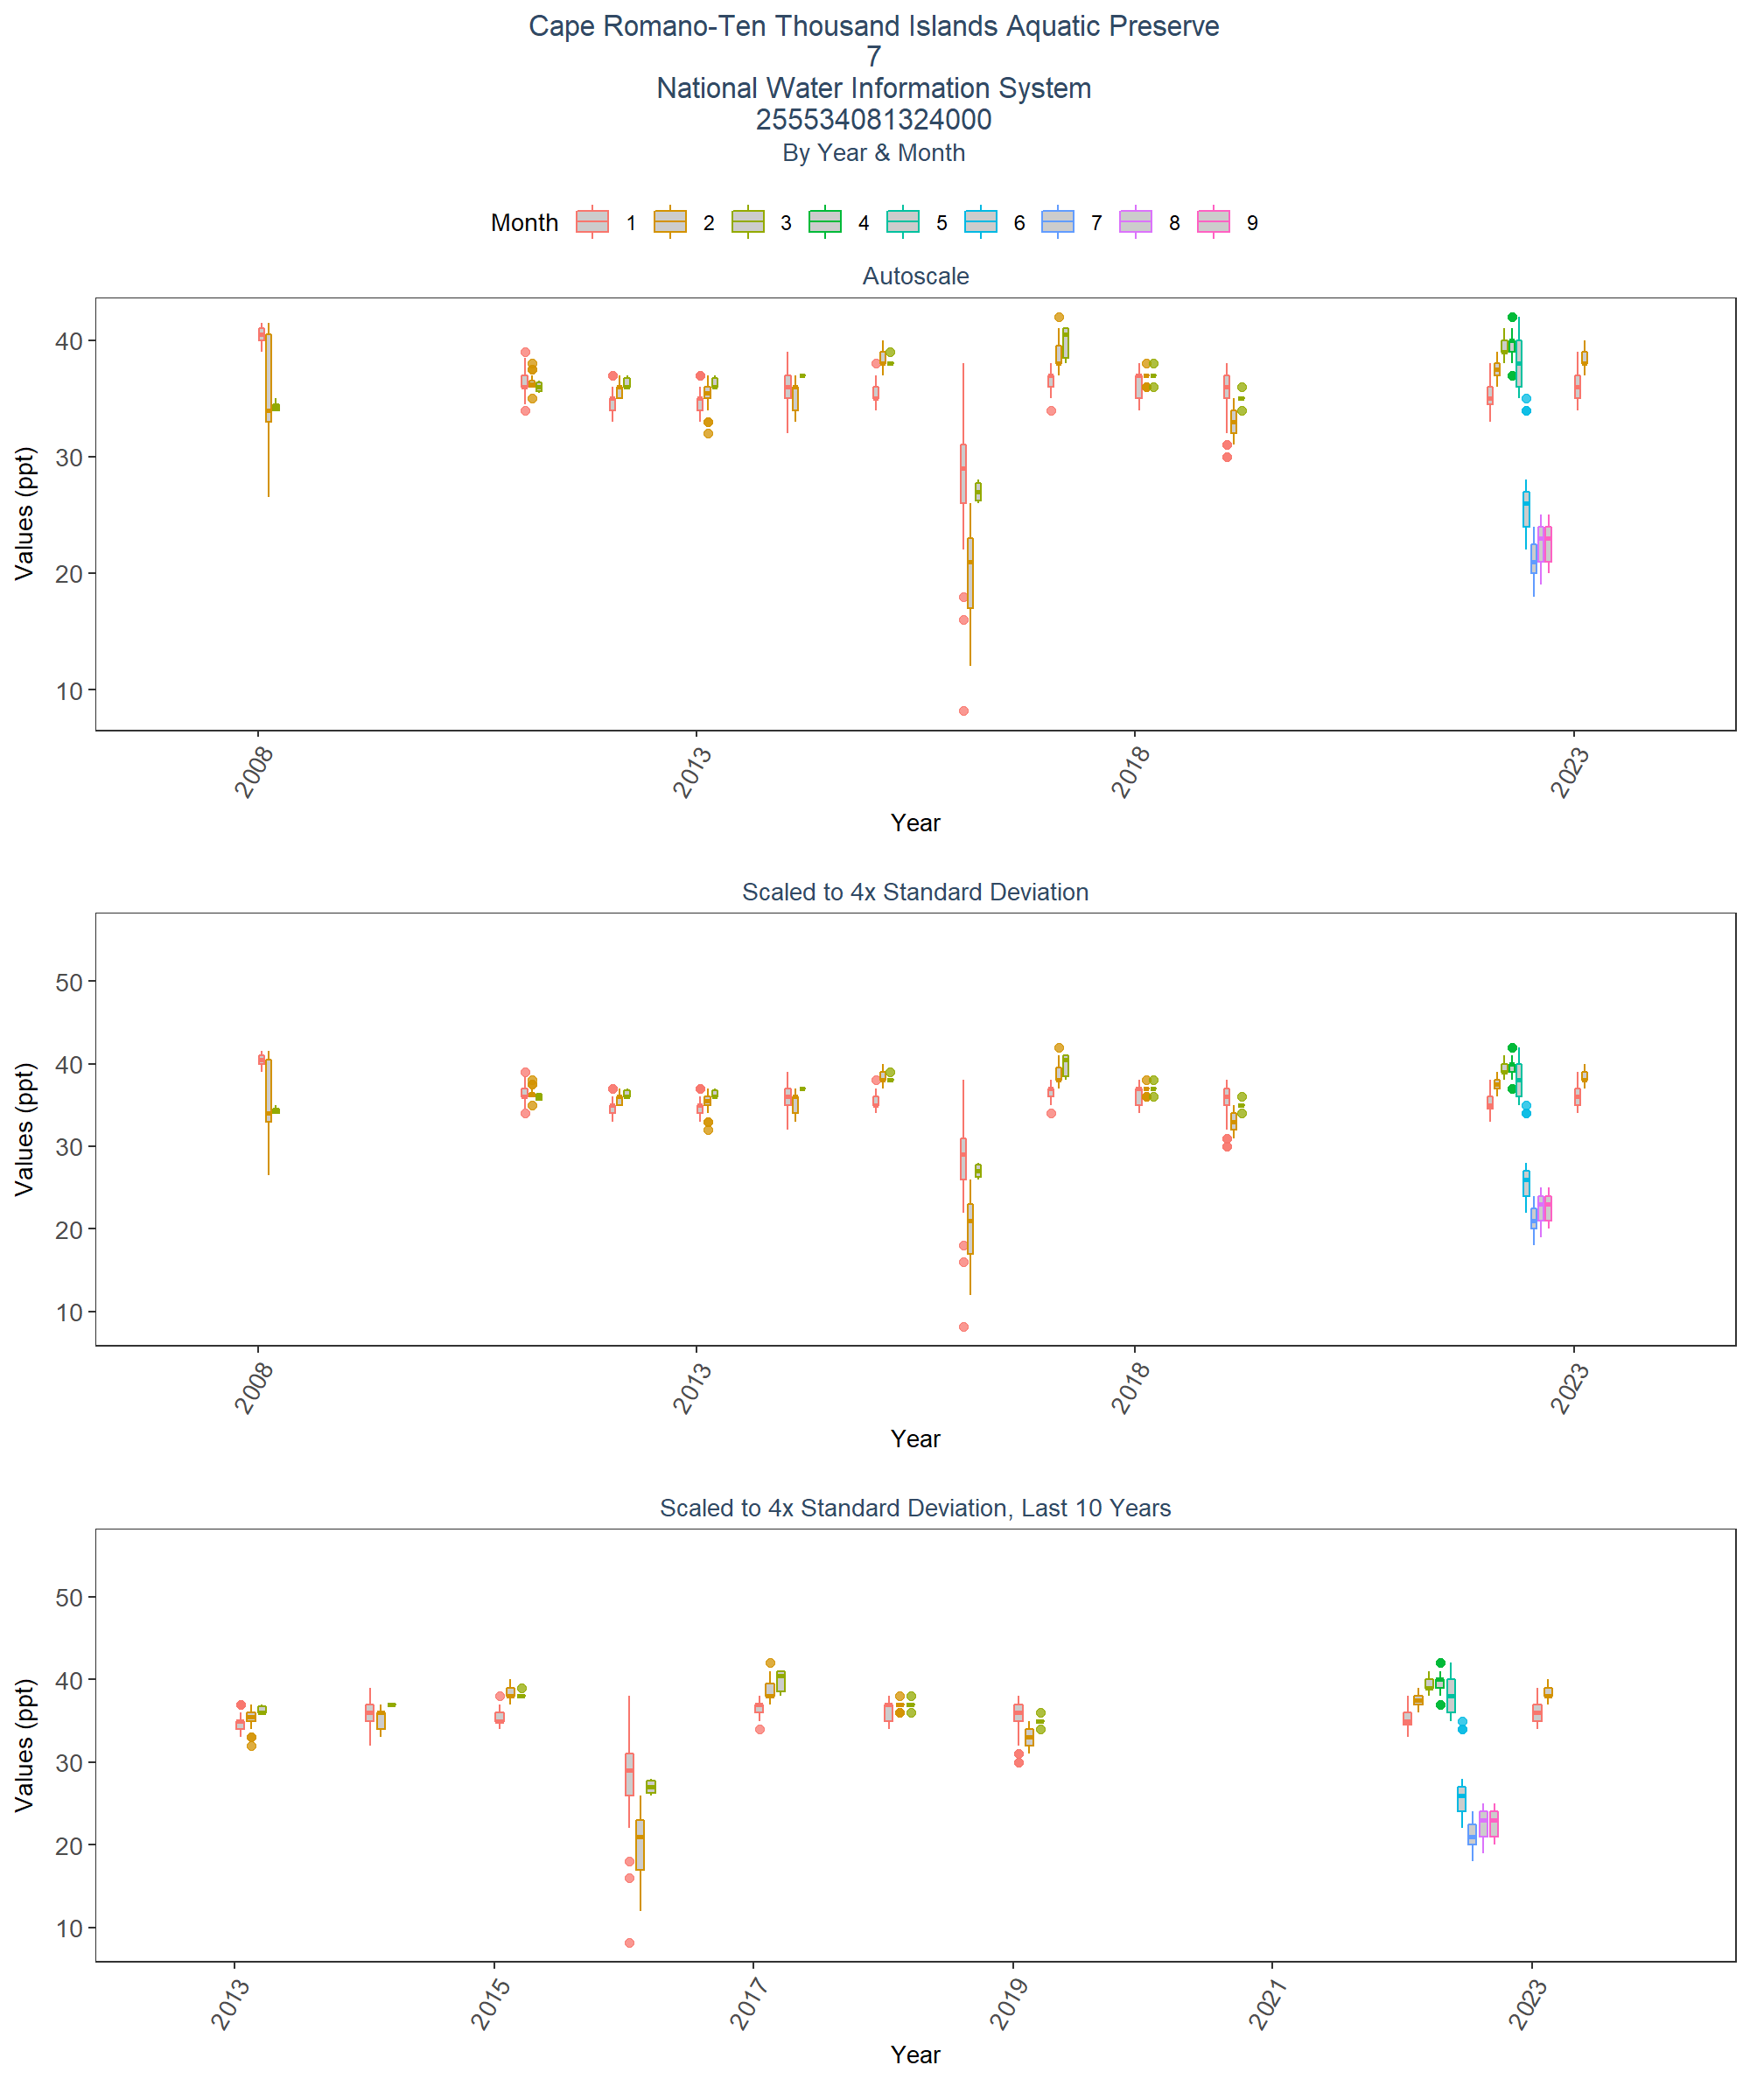 Cape Romano-Ten Thousand Islands Aquatic Preserve
7
National Water Information System
255534081324000
By Year & Month
Month 1 2 3 4 5 6 7 8 9
Autoscale
Values (ppt)
40
30
20
10
2008 2013 2018 2023
Year
Scaled to 4x Standard Deviation
Values (ppt)
50
40
30
20
10
2008 2013 2018 2023
Year
Scaled to 4x Standard Deviation, Last 10 Years
Values (ppt)
50
40
30
20
10
2013 2015 2017 2019 2021 2023
Year